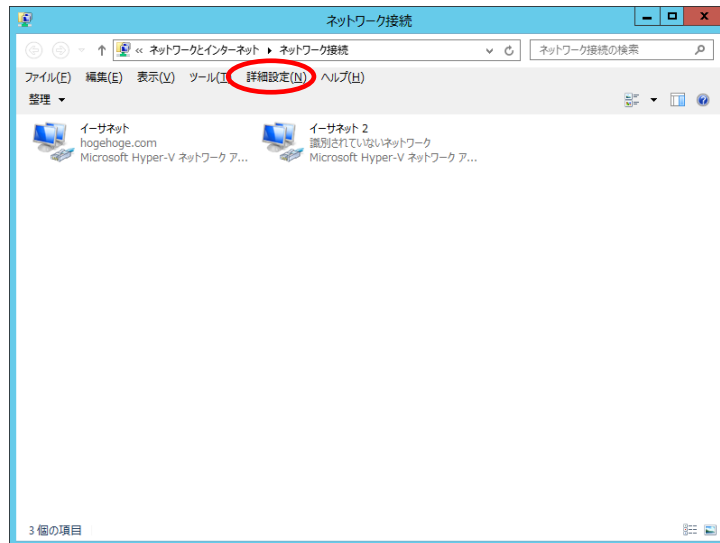 ネットワーク接続
« ネットワークとインターネット ▸ ネットワーク接続
ネットワーク接続の検索
ファイル(F) 編集(E) 表示(V) ツール(T 詳細設定(N) ヘルプ(H)
整理
イーサネット
hogehoge.com
Microsoft Hyper-V ネットワーク ア...
イーサネット 2
識別されていないネットワーク
Microsoft Hyper-V ネットワーク ア...
3 個の項目